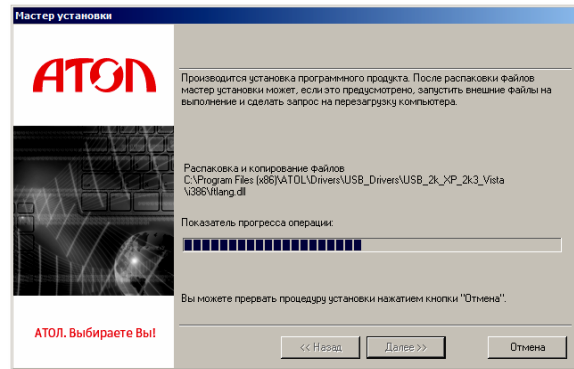 Мастер установки
АТОЛ
Производится установка программного продукта. После распаковки файлов
мастер установки может, если это предусмотрено, запустить внешние файлы на
выполнение и сделать запрос на перезагрузку компьютера.
Распаковка и копирование файлов
C:\Program Files (x86)\ATOL\Drivers\USB_Drivers\USB_2k_XP_2k3_Vista
\i386\ftlang.dll
Показатель прогресса операции:
Вы можете прервать процедуру установки нажатием кнопки "Отмена".
АТОЛ. Выбираете Вы!
<< Назад
Далее >>
Отмена